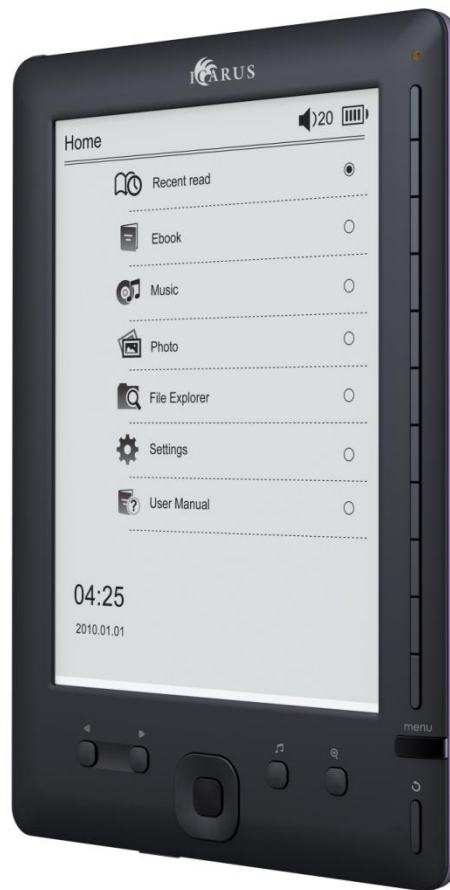 ICARUS
Home
20
Recent read
Ebook
Music
Photo
File Explorer
Settings
User Manual
?
04:25
2010.01.01
menu